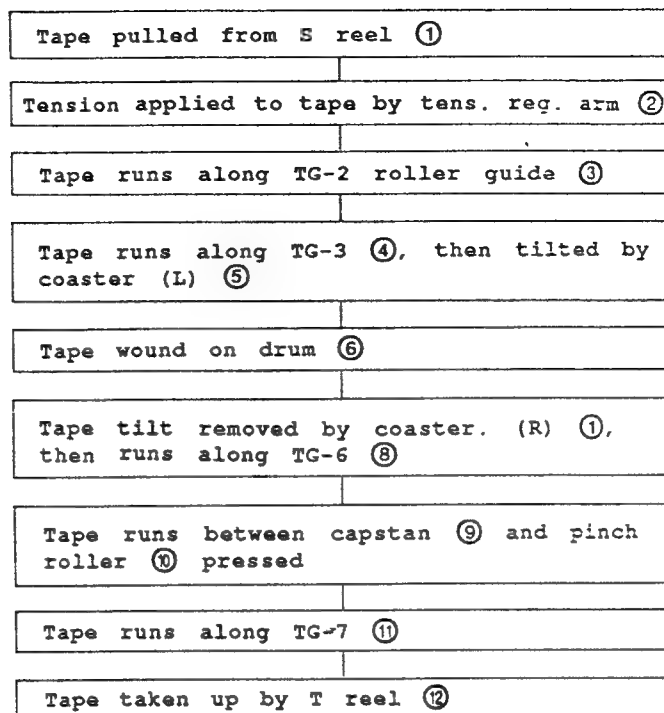 Tape pulled from S reel ①
Tension applied to tape by tens. reg. arm ②
Tape runs along TG-2 roller guide ③
Tape runs along TG-3 ④, then tilted by
coaster (L) ⑤
Tape wound on drum ⑥
Tape tilt removed by coaster. (R) ①,
then runs along TG-6 ⑧
Tape runs between capstan ⑨ and pinch
roller ⑩ pressed
Tape runs along TG-7 ⑪
Tape taken up by T reel ⑫